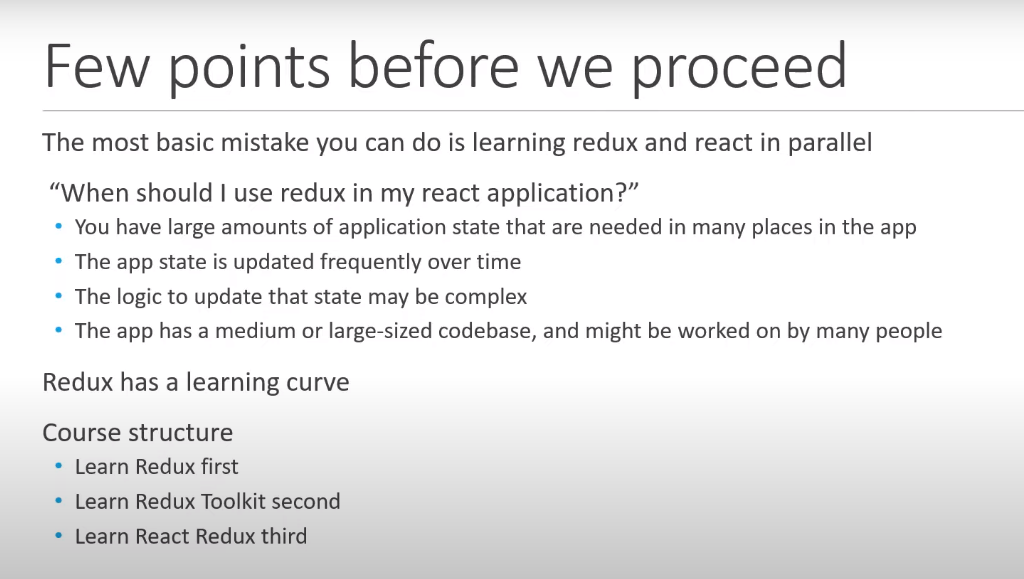 Few points before we proceed
The most basic mistake you can do is learning redux and react in parallel
“When should I use redux in my react application?”
• You have large amounts of application state that are needed in many places in the app
• The app state is updated frequently over time
• The logic to update that state may be complex
• The app has a medium or large-sized codebase, and might be worked on by many people
Redux has a learning curve
Course structure
• Learn Redux first
• Learn Redux Toolkit second
• Learn React Redux third